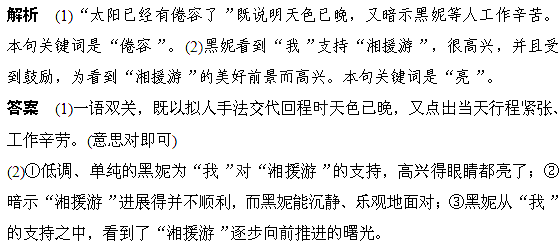 解析　(1)“太阳已经有倦容了”既说明天色已晚，又暗示黑妮等人工作辛苦。
本句关键词是“倦容”。(2)黑妮看到“我”支持“湘援游”，很高兴，并且受
到鼓励，为看到“湘援游”的美好前景而高兴。本句关键词是“亮”。
答案　(1)一语双关，既以拟人手法交代回程时天色已晚，又点出当天行程紧张、
工作辛劳。(意思对即可)
(2)①低调、单纯的黑妮为“我”对“湘援游”的支持，高兴得眼睛都亮了；②
暗示“湘援游”进展得并不顺利，而黑妮能沉静、乐观地面对；③黑妮从“我”
的支持之中，看到了“湘援游”逐步向前推进的曙光。